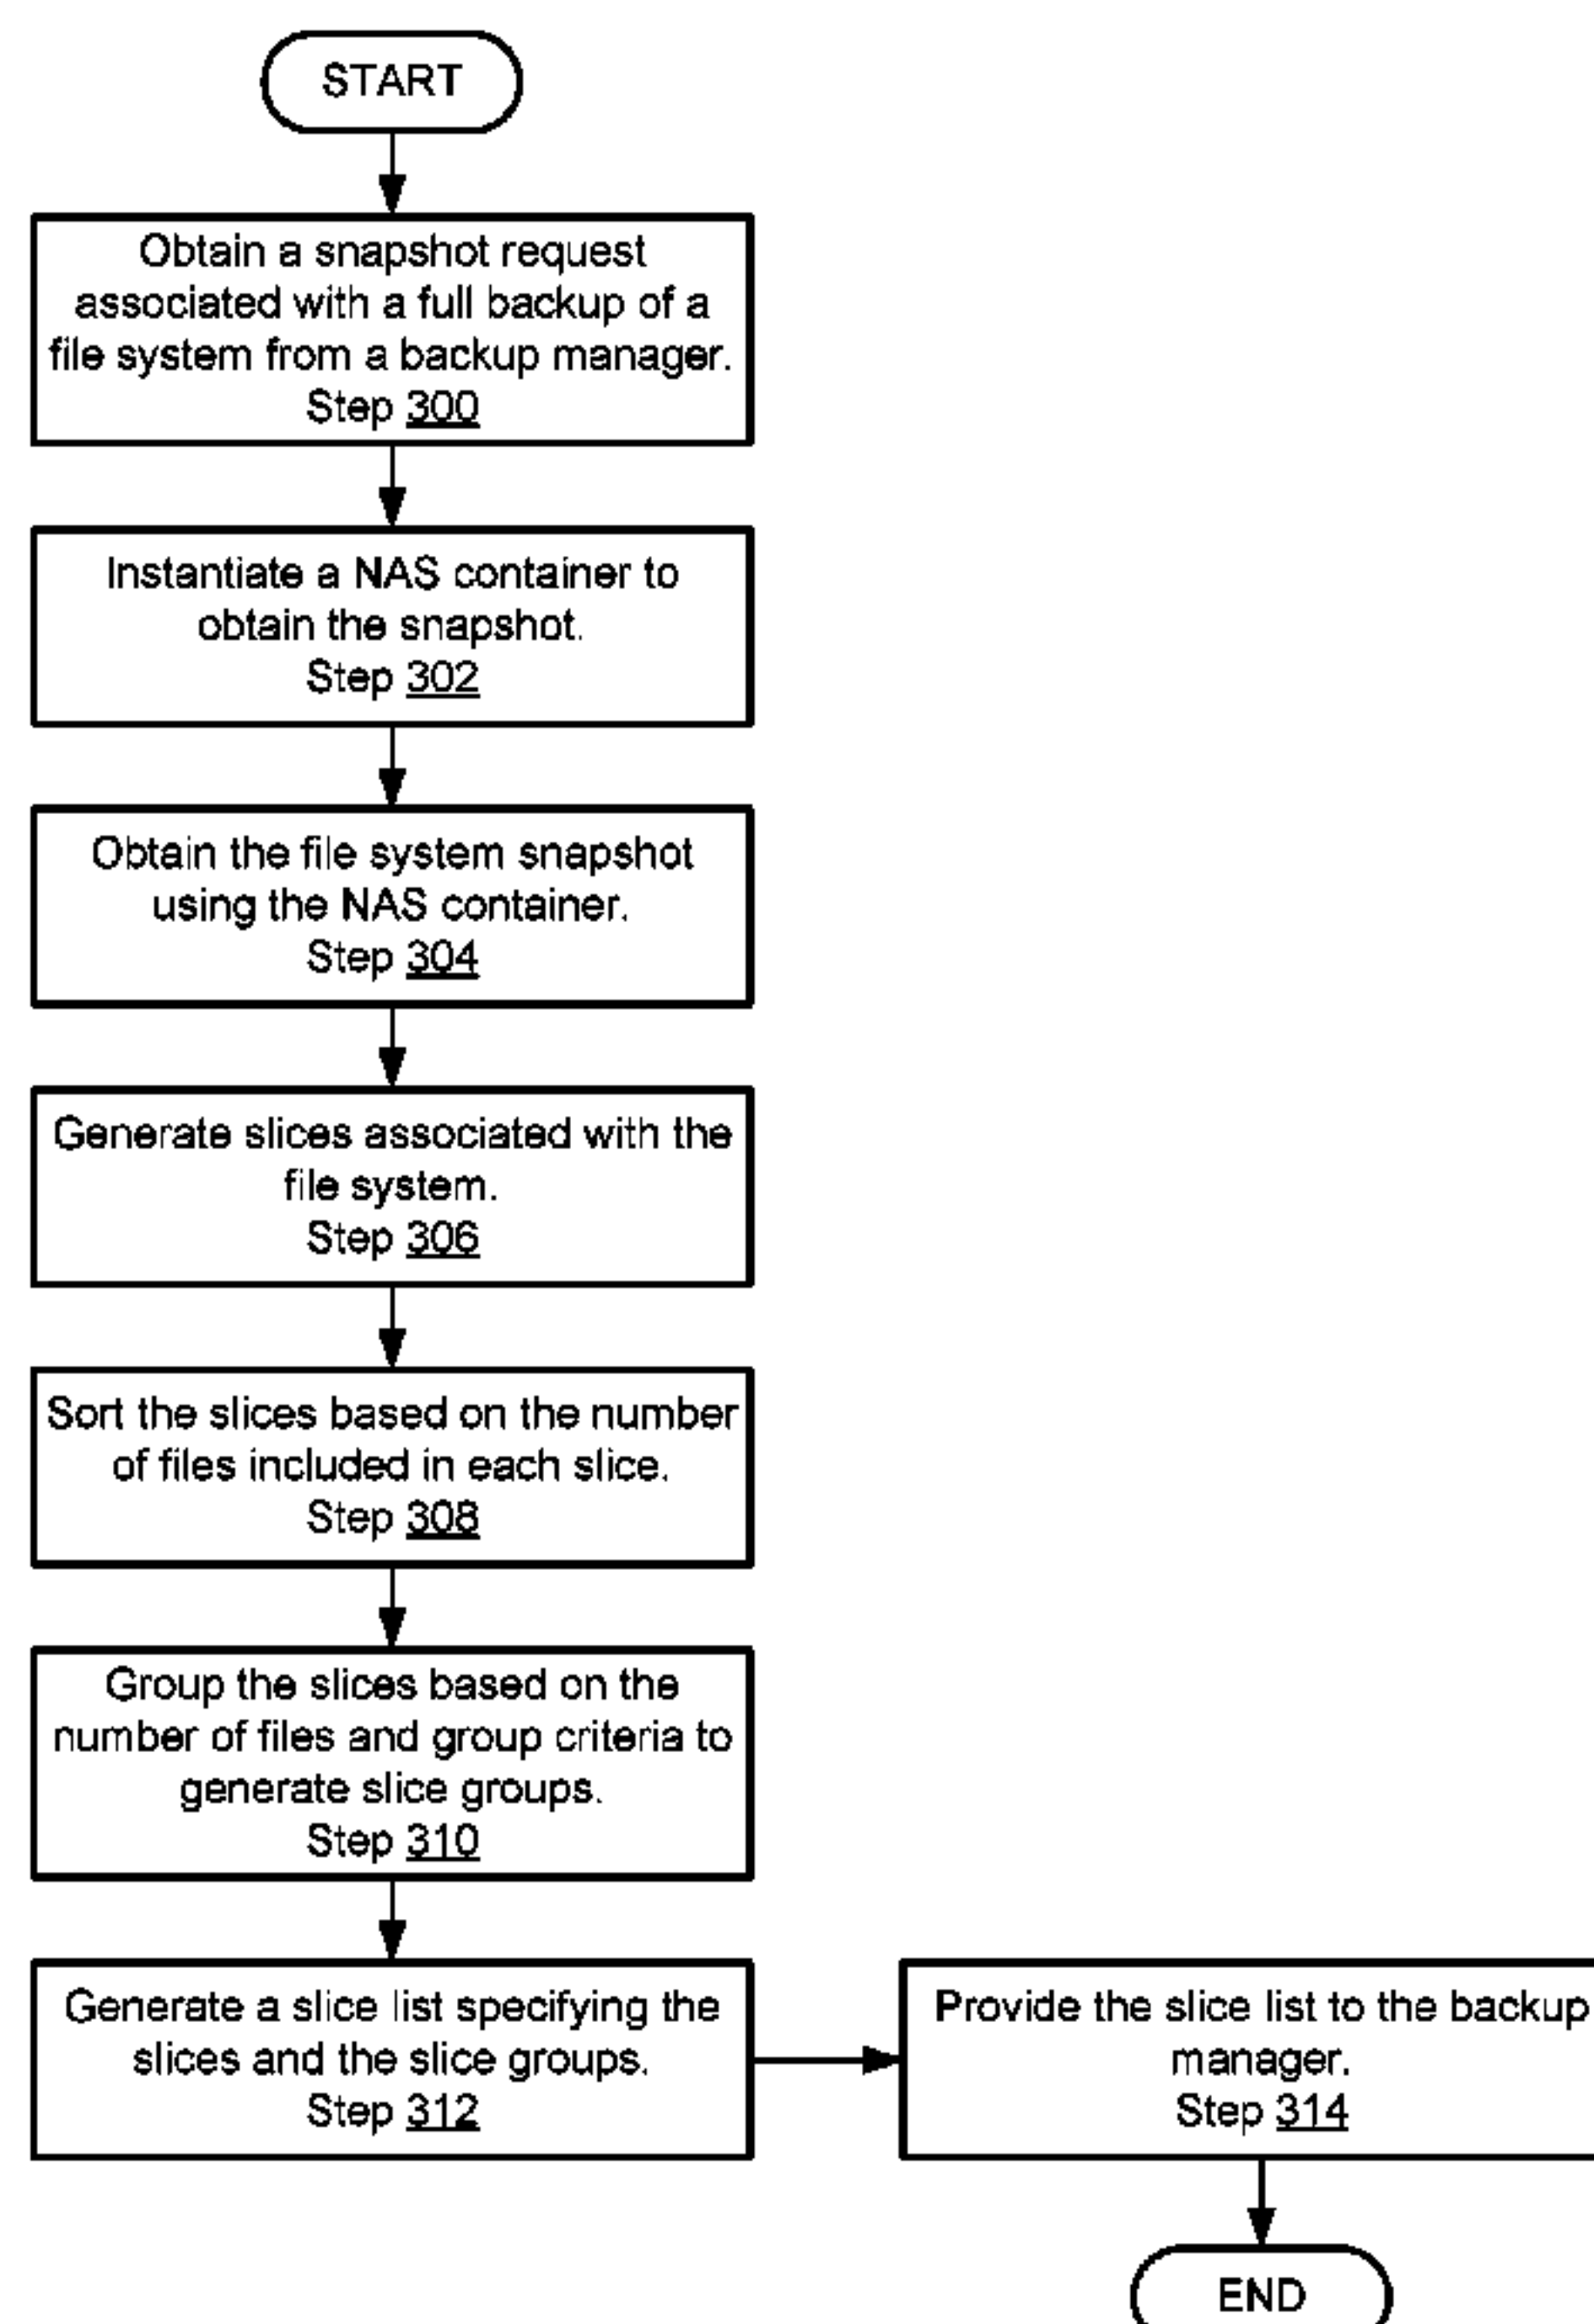 START
Obtain a snapshot request
associated with a full backup of a
file system from a backup manager.
Step 300
Instantiate a NAS container to
obtain the snapshot.
Step 302
Obtain the file system snapshot
using the NAS container.
Step 304
Generate slices associated with the
file system.
Step 306
Sort the slices based on the number
of files included in each slice.
Step 308
Group the slices based on the
number of files and group criteria to
generate slice groups.
Step 310
Generate a slice list specifying the
slices and the slice groups.
Step 312
Provide the slice list to the backup
manager.
Step 314
END